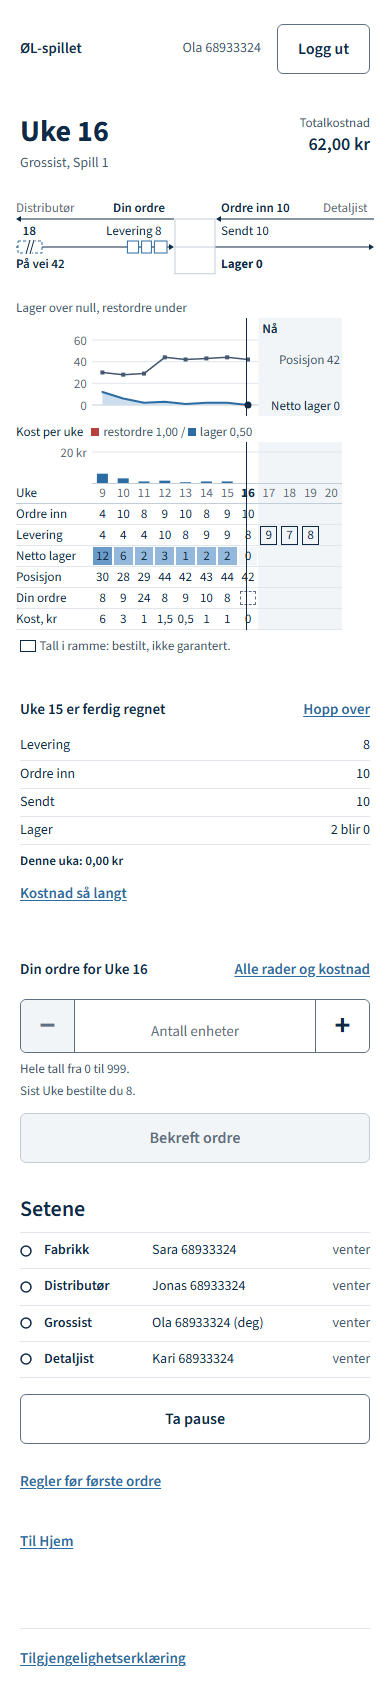 ØL-spillet
Ola 68933324
Logg ut
Uke 16
Totalkostnad
62,00 kr
Grossist, Spill 1
Distributør Din ordre Ordre inn 10 Detaljist
18 Levering 8 Sendt 10
På vei 42 Lager 0
Lager over null, restordre under
Nå
60
40 Posisjon 42
20
0 Netto lager 0
Kost per uke restordre 1,00 / lager 0,50
20 kr
Uke 9 10 11 12 13 14 15 16 17 18 19 20
Ordre inn 4 10 8 9 10 8 9 10
Levering 4 4 4 10 8 9 9 8 9 7 8
Netto lager 12 6 2 3 1 2 2 0
Posisjon 30 28 29 44 42 43 44 42
Din ordre 8 9 24 8 9 10 8
Kost, kr 6 3 1 1,5 0,5 1 1 0
Tall i ramme: bestilt, ikke garantert.
Uke 15 er ferdig regnet Hopp over
Levering 8
Ordre inn 10
Sendt 10
Lager 2 blir 0
Denne uka: 0,00 kr
Kostnad så langt
Din ordre for Uke 16 Alle rader og kostnad
− Antall enheter +
Hele tall fra 0 til 999.
Sist Uke bestilte du 8.
Bekreft ordre
Setene
Fabrikk Sara 68933324 venter
Distributør Jonas 68933324 venter
Grossist Ola 68933324 (deg) venter
Detaljist Kari 68933324 venter
Ta pause
Regler før første ordre
Til Hjem
Tilgjengelighetserklæring